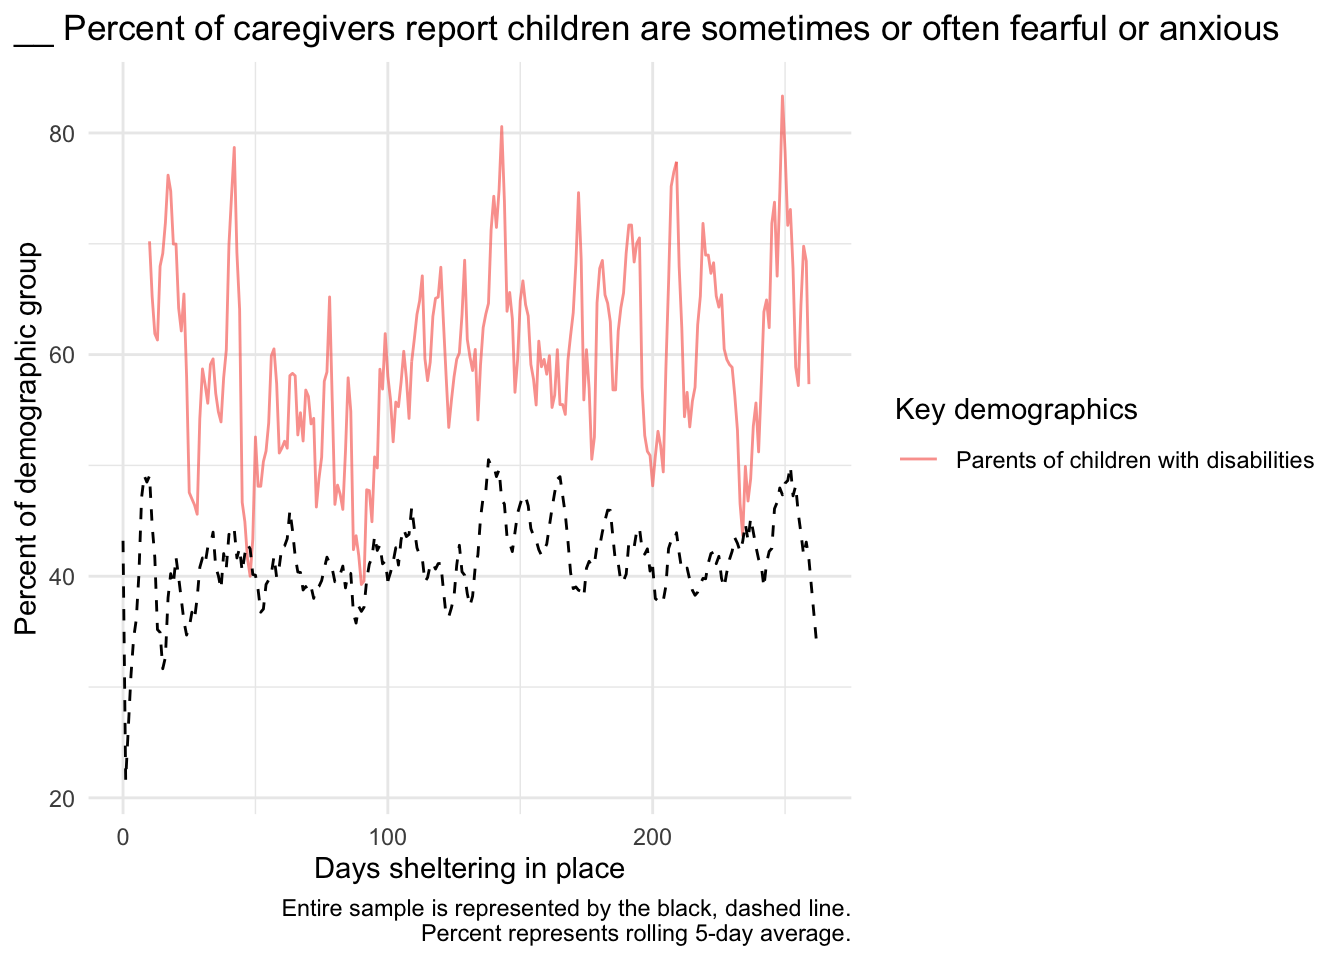 __ Percent of caregivers report children are sometimes or often fearful or anxious
Percent of demographic group
80
60
40
20
0
100
200
Days sheltering in place
Key demographics
Parents of children with disabilities
Entire sample is represented by the black, dashed line.
Percent represents rolling 5-day average.